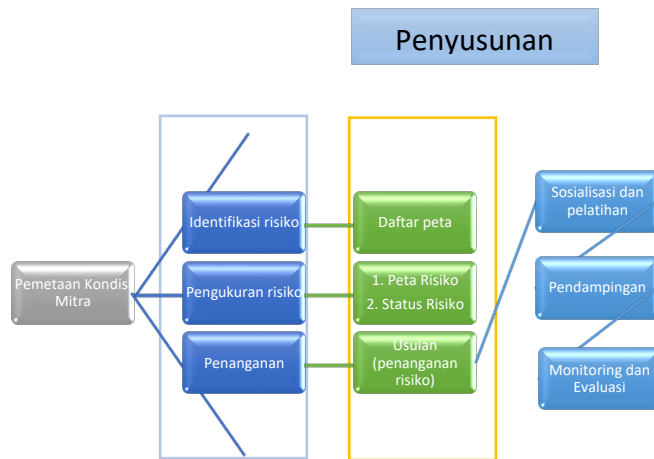 Penyusunan
Pemetaan Kondis
Mitra
Identifikasi risiko
Pengukuran risiko
Penanganan
Daftar peta
1. Peta Risiko
2. Status Risiko
Usulan
(penanganan
risiko)
Sosialisasi dan
pelatihan
Pendampingan
Monitoring dan
Evaluasi